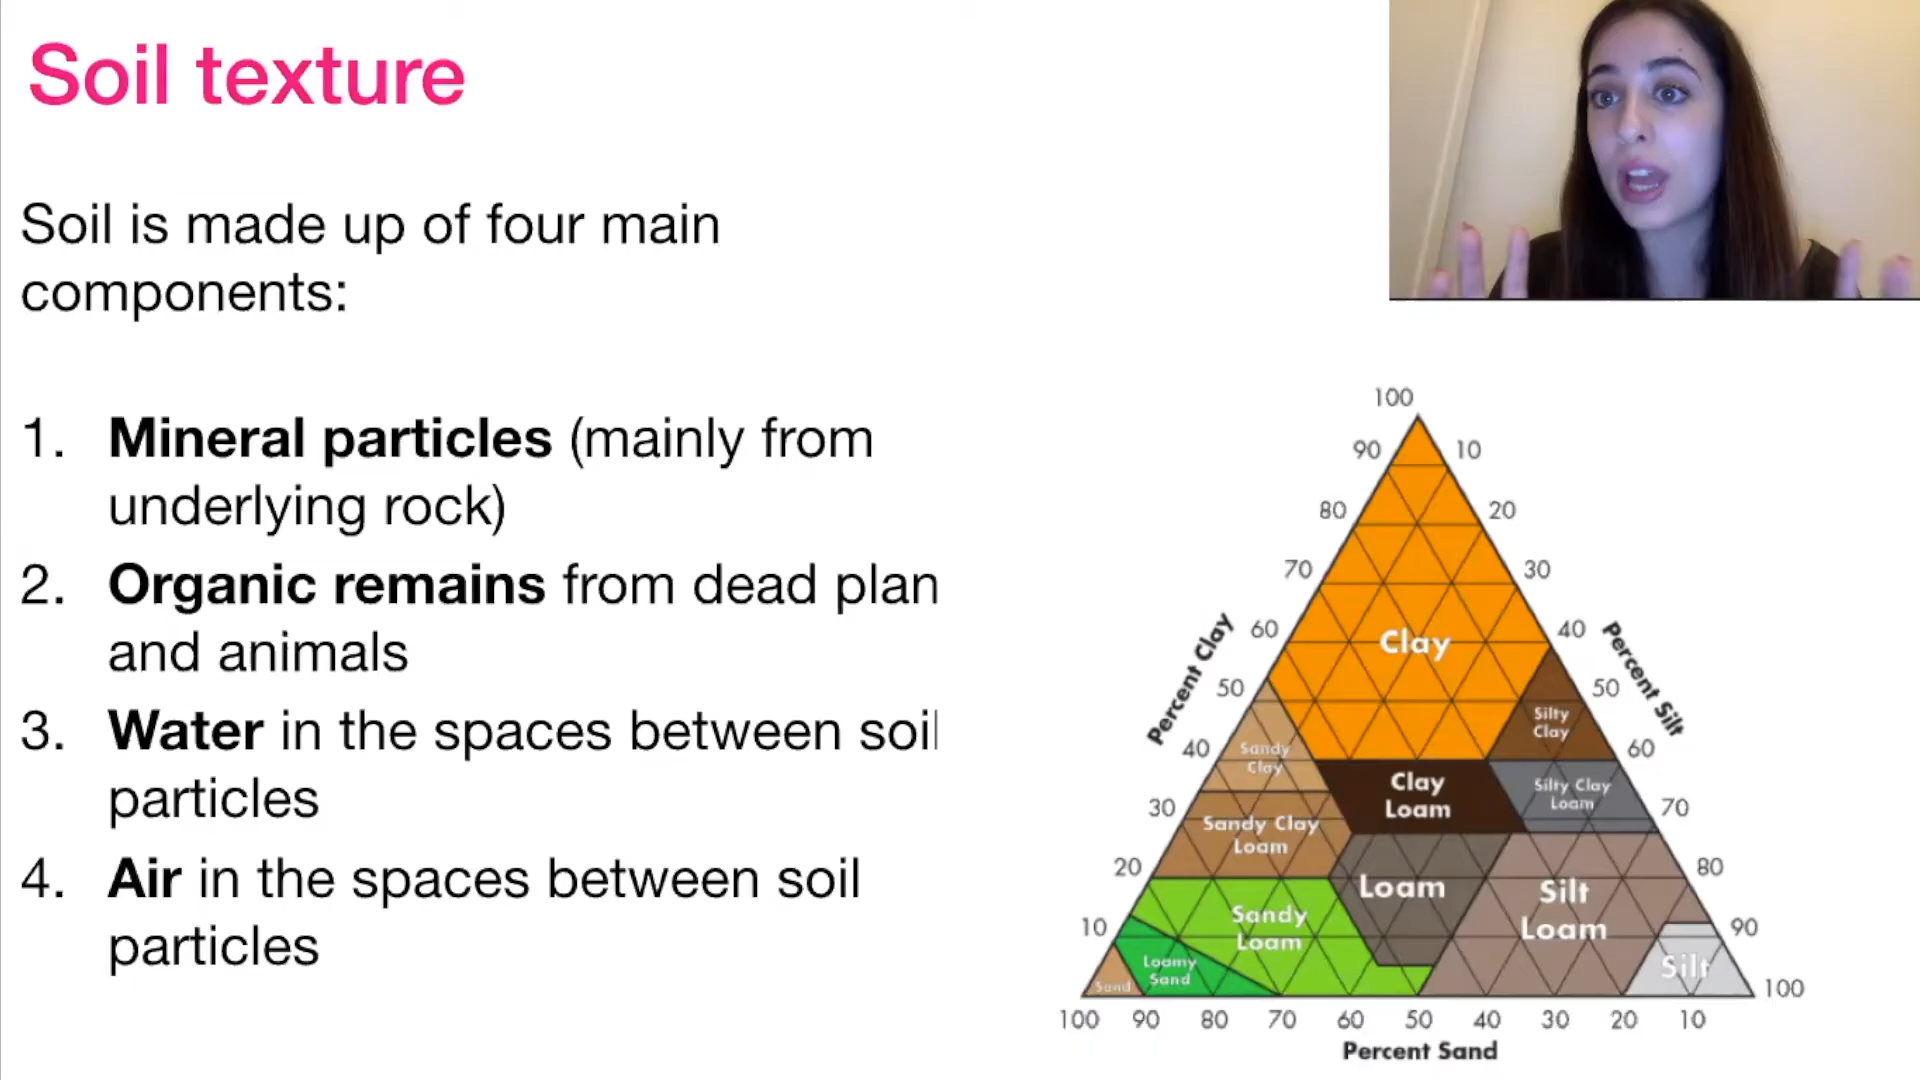 Soil texture
Soil is made up of four main
components:
1. Mineral particles (mainly from
underlying rock)
2. Organic remains from dead plan
and animals
3. Water in the spaces between soil
particles
4. Air in the spaces between soil
particles
100
90 10
80 20
70 30
60 40
50 50
40 60
30 70
20 80
10 90
100
Percent Clay
Percent Silt
Clay
Silty
Clay
Sandy
Clay
Clay
Loam
Silty Clay
Loam
Sandy Clay
Loam
Loam
Silt
Loam
Sandy
Loam
Loamy
Sand
Sand
Silt
100 90 80 70 60 50 40 30 20 10
Percent Sand